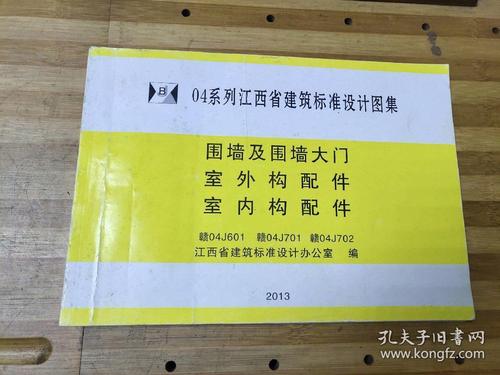 B
04系列江西省建筑标准设计图集
围墙及围墙大门
室外构配件
室内构配件
赣04J601 赣04J701 赣04J702
江西省建筑标准设计办公室 编
2013
孔夫子旧书网
www.kongfz.com